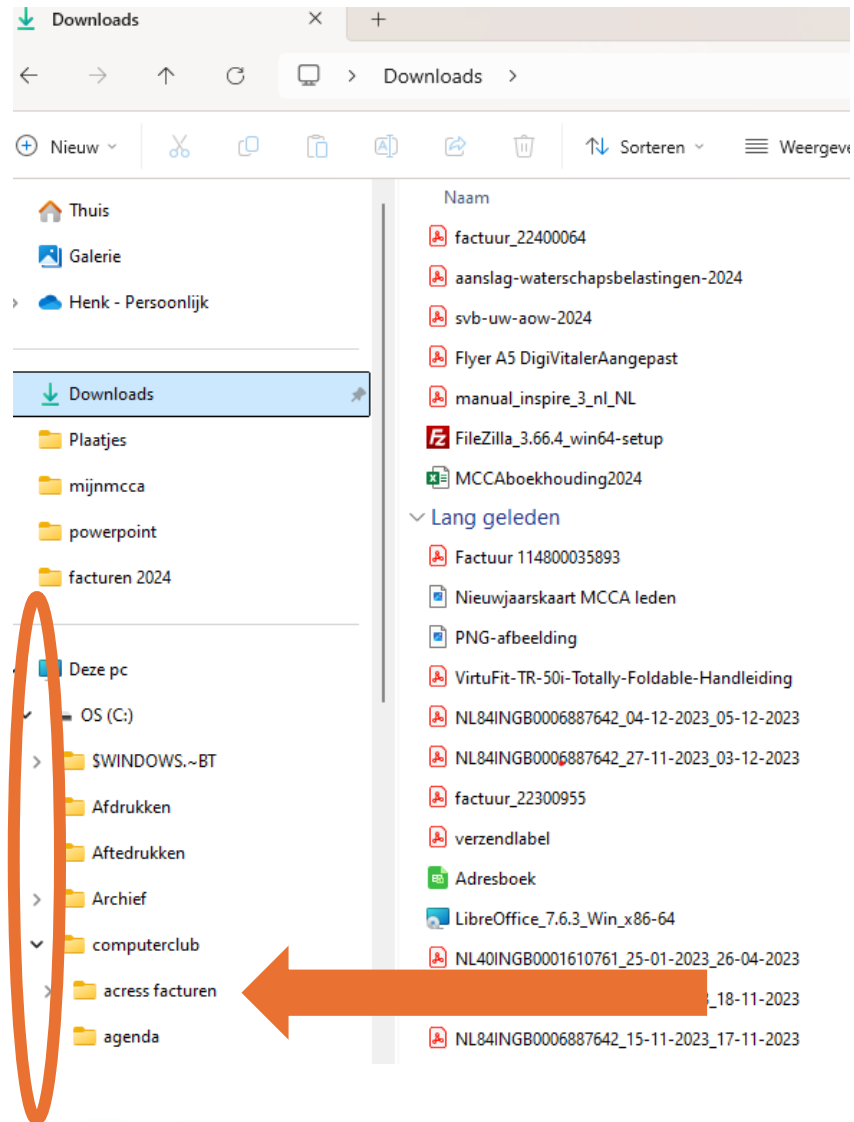 Downloads
Downloads
Nieuw
Sorteren
Thuis
Galerie
Henk - Persoonlijk
Downloads
Plaatjes
mijnmcca
powerpoint
facturen 2024
Deze pc
OS (C:)
$WINDOWS.~BT
Afdrukken
Aftedrukken
Archief
computerclub
acress facturen
agenda
Naam
factuur_22400064
aanslag-waterschapsbelastingen-2024
svb-uw-aow-2024
Flyer A5 DigiVitalerAangepast
manual_inspire_3_nl_NL
FileZilla_3.66.4_win64-setup
MCCAboekhouding2024
Lang geleden
Factuur 114800035893
Nieuwjaarskaart MCCA leden
PNG-afbeelding
VirtuFit-TR-50i-Totally-Foldable-Handleiding
NL84INGB0006887642_04-12-2023_05-12-2023
NL84INGB0006887642_27-11-2023_03-12-2023
factuur_22300955
verzendlabel
Adresboek
LibreOffice_7.6.3_Win_x86-64
NL40INGB0001610761_25-01-2023_26-04-2023
_18-11-2023
NL84INGB0006887642_15-11-2023_17-11-2023